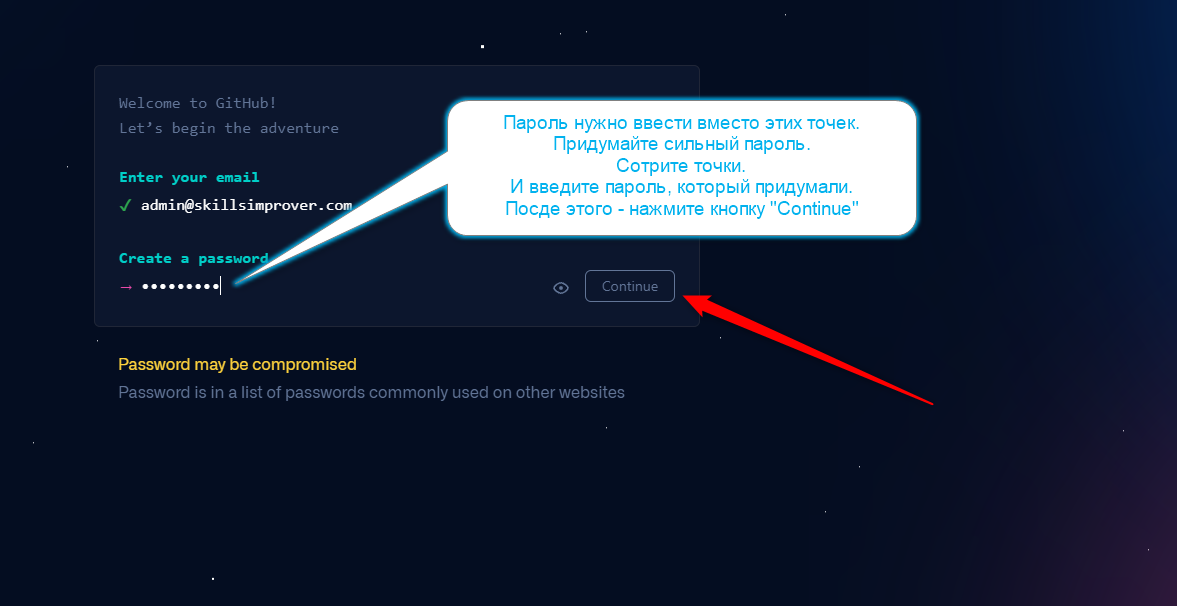 Welcome to GitHub!
Let’s begin the adventure
Enter your email
✓ admin@skillsimprover.com
Create a password
→ •••••••••
Continue
Пароль нужно ввести вместо этих точек.
Придумайте сильный пароль.
Сотрите точки.
И введите пароль, который придумали.
Посде этого - нажмите кнопку "Continue"
Password may be compromised
Password is in a list of passwords commonly used on other websites